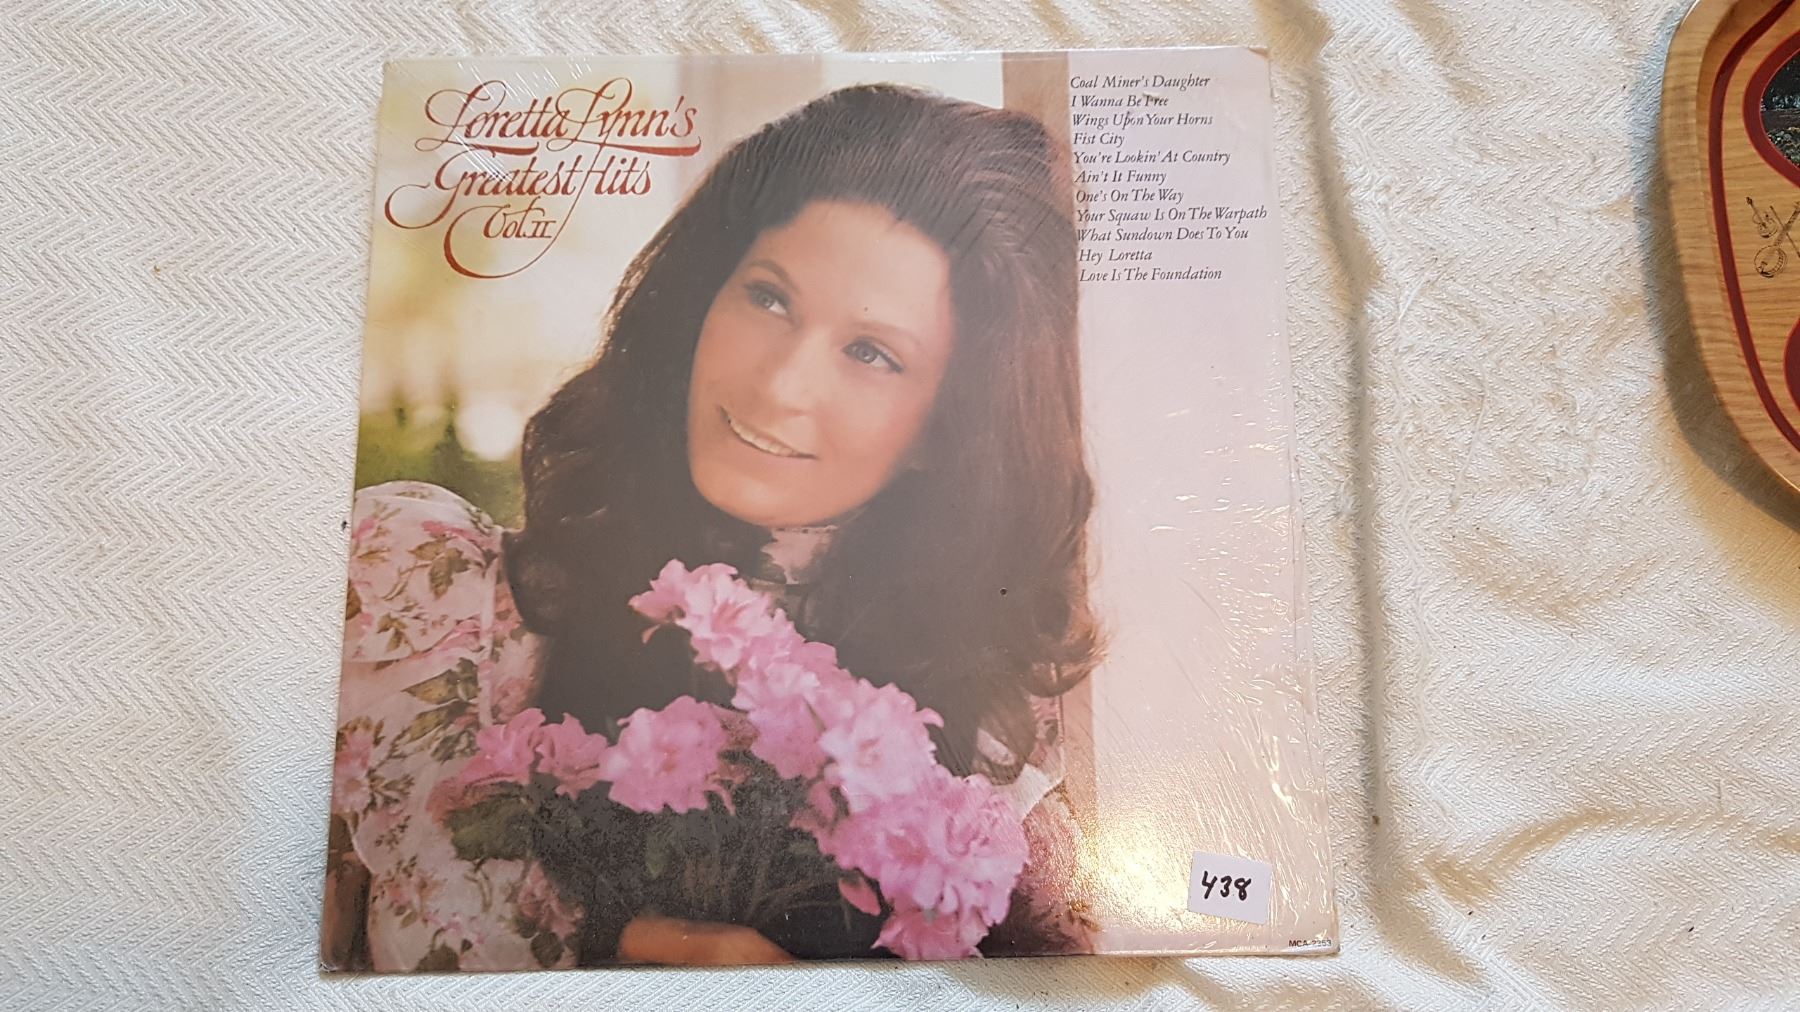 Loretta Lynn's
Greatest Hits
Vol. II
Coal Miner's Daughter
I Wanna Be Free
Wings Upon Your Horns
Fist City
You're Lookin' At Country
Ain't It Funny
One's On The Way
Your Squaw Is On The Warpath
What Sundown Does To You
Hey Loretta
Love Is The Foundation
438
MCA-2353